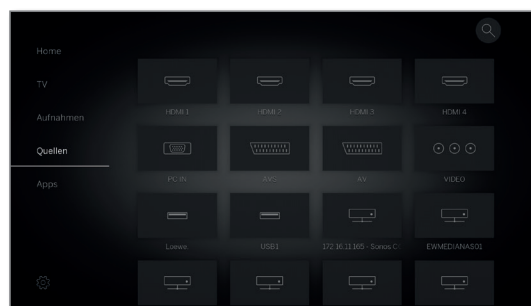 Home
TV
Aufnahmen
Quellen
Apps
HDMI 1
HDMI 2
HDMI 3
HDMI 4
PC IN
AV
VIDEO
Loewe
USB1
172.16.11.165 - Sonos C
EWMEDIANAS01